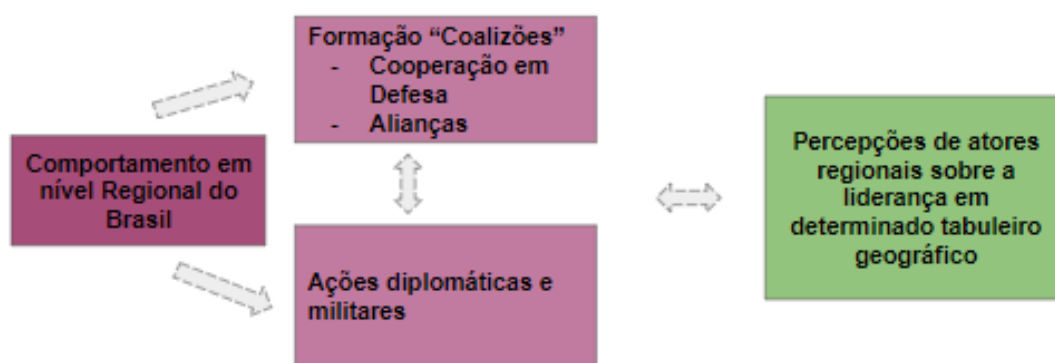 Formação “Coalizões”
- Cooperação em
Defesa
- Alianças
Comportamento em
nível Regional do
Brasil
Ações diplomáticas e
militares
Percepções de atores
regionais sobre a
liderança em
determinado tabuleiro
geográfico